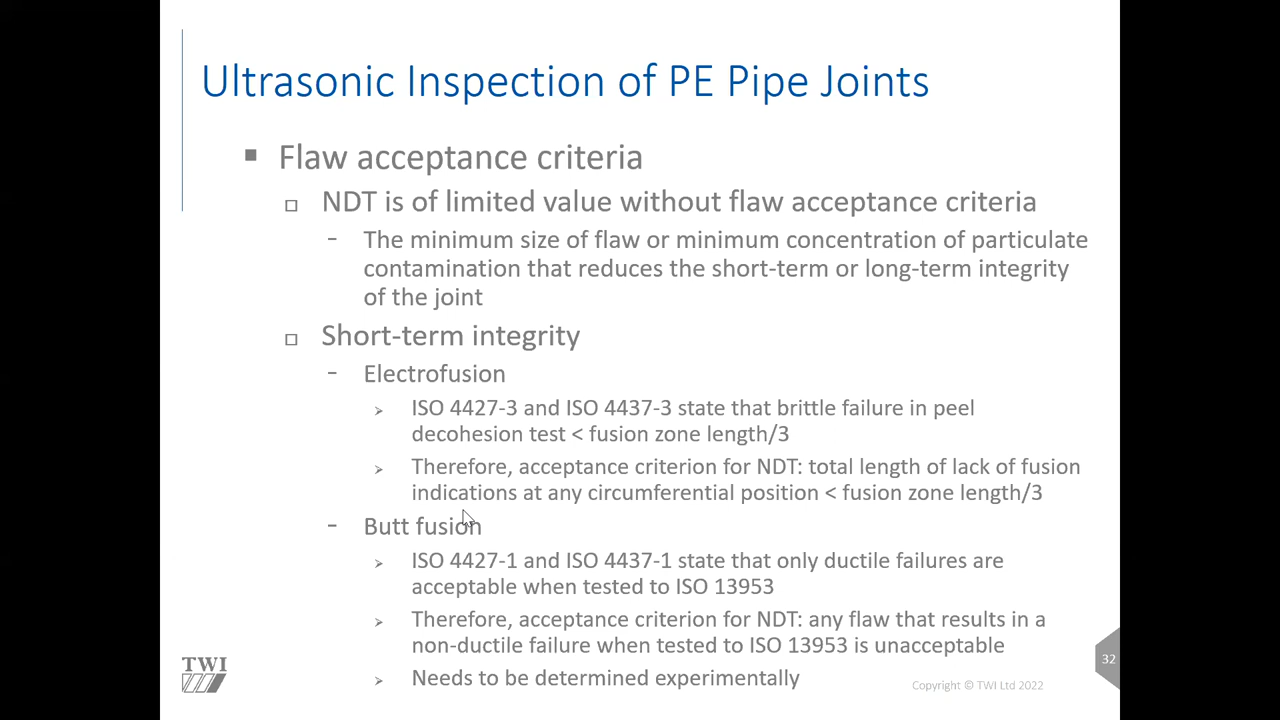 Ultrasonic Inspection of PE Pipe Joints
Flaw acceptance criteria
NDT is of limited value without flaw acceptance criteria
- The minimum size of flaw or minimum concentration of particulate
contamination that reduces the short-term or long-term integrity
of the joint
Short-term integrity
- Electrofusion
ISO 4427-3 and ISO 4437-3 state that brittle failure in peel
decohesion test < fusion zone length/3
Therefore, acceptance criterion for NDT: total length of lack of fusion
indications at any circumferential position < fusion zone length/3
- Butt fusion
ISO 4427-1 and ISO 4437-1 state that only ductile failures are
acceptable when tested to ISO 13953
Therefore, acceptance criterion for NDT: any flaw that results in a
non-ductile failure when tested to ISO 13953 is unacceptable
Needs to be determined experimentally
TWI
32
Copyright © TWI Ltd 2022